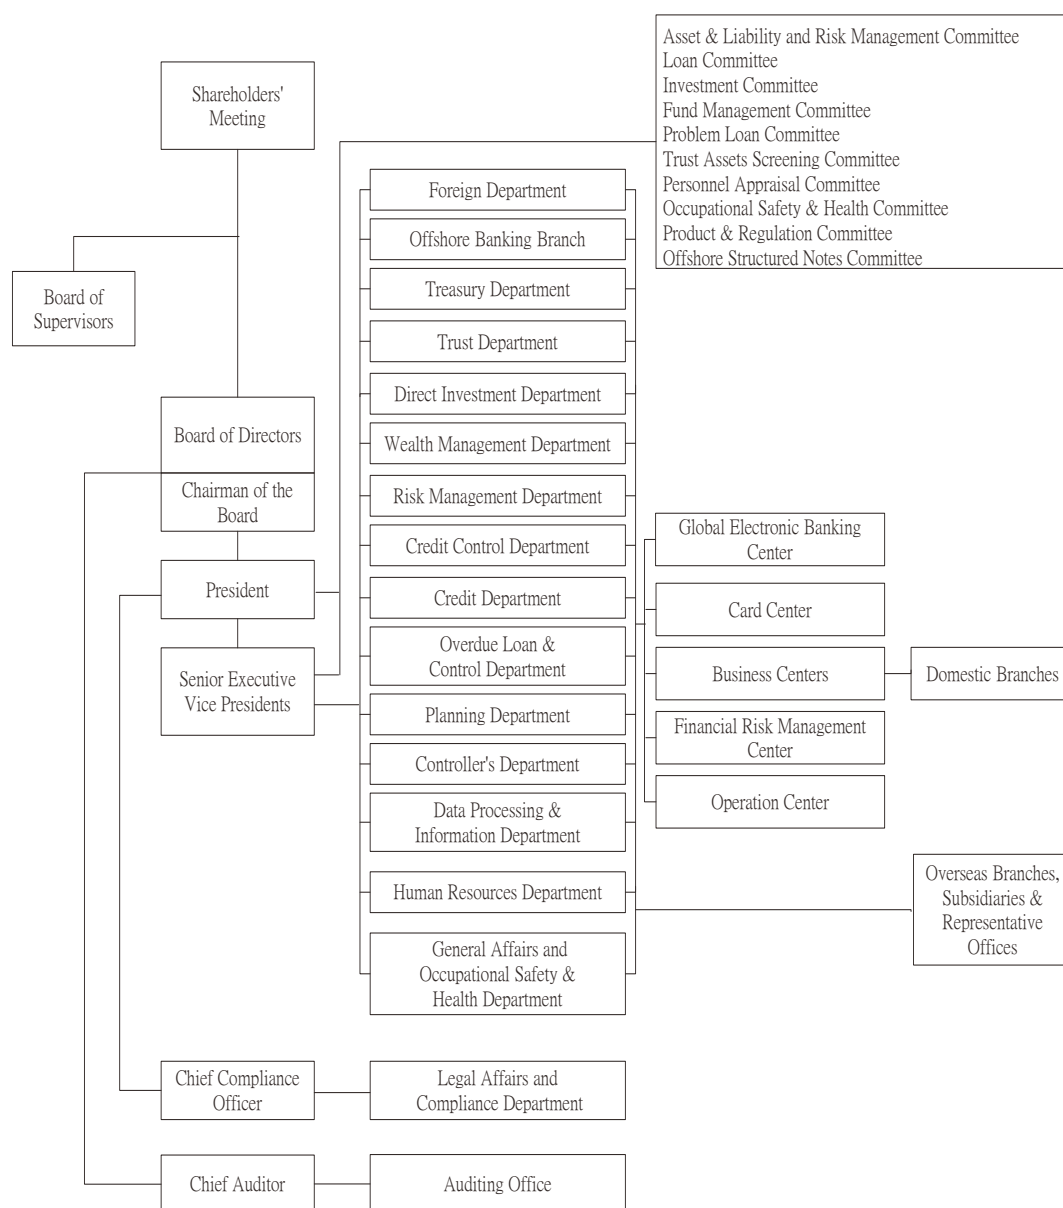 Asset & Liability and Risk Management Committee
Loan Committee
Investment Committee
Fund Management Committee
Problem Loan Committee
Trust Assets Screening Committee
Personnel Appraisal Committee
Occupational Safety & Health Committee
Product & Regulation Committee
Offshore Structured Notes Committee
Shareholders'
Meeting
Board of
Supervisors
Board of Directors
Chairman of the
Board
President
Senior Executive
Vice Presidents
Foreign Department
Offshore Banking Branch
Treasury Department
Trust Department
Direct Investment Department
Wealth Management Department
Risk Management Department
Credit Control Department
Credit Department
Overdue Loan &
Control Department
Planning Department
Controller's Department
Data Processing &
Information Department
Human Resources Department
General Affairs and
Occupational Safety &
Health Department
Global Electronic Banking
Center
Card Center
Business Centers
Domestic Branches
Financial Risk Management
Center
Operation Center
Overseas Branches,
Subsidiaries &
Representative
Offices
Chief Compliance
Officer
Legal Affairs and
Compliance Department
Chief Auditor
Auditing Office